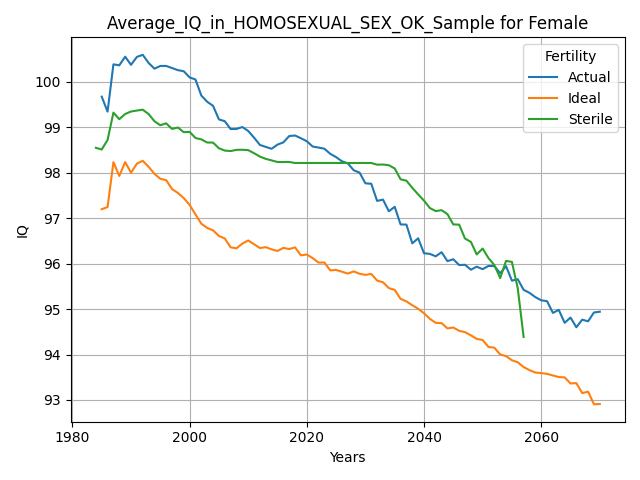 Average_IQ_in_HOMOSEXUAL_SEX_OK_Sample for Female
Fertility
Actual
Ideal
Sterile
100
99
98
97
96
95
94
93
IQ
1980
2000
2020
2040
2060
Years